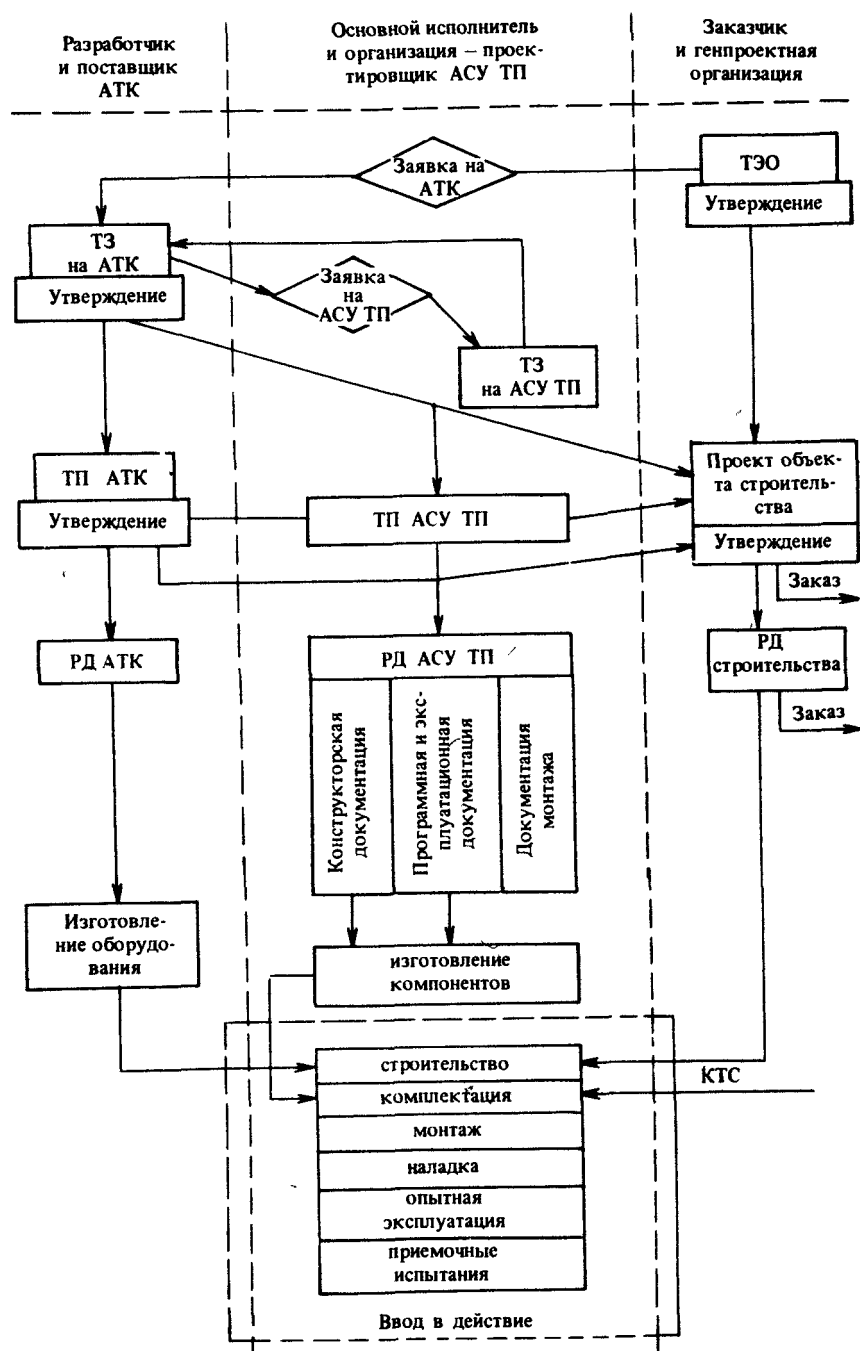 Разработчик
и поставщик
АТК
Основной исполнитель
и организация – проек-
тировщик АСУ ТП
Заказчик
и генпроектная
организация
Заявка на
АТК
ТЭО
Утверждение
ТЗ
на АТК
Утверждение
Заявка
на
АСУ ТП
ТЗ
на АСУ ТП
ТП АТК
Утверждение
ТП АСУ ТП
Проект объек-
та строитель-
ства
Утверждение
Заказ
РД АТК
РД АСУ ТП
РД
строительства
Заказ
Конструкторская
документация
Программная и экс-
плуатационная
документация
Документация
монтажа
Изготовле-
ние оборудо-
вания
изготовление
компонентов
строительство
КТС
комплектация
монтаж
наладка
опытная
эксплуатация
приемочные
испытания
Ввод в действие